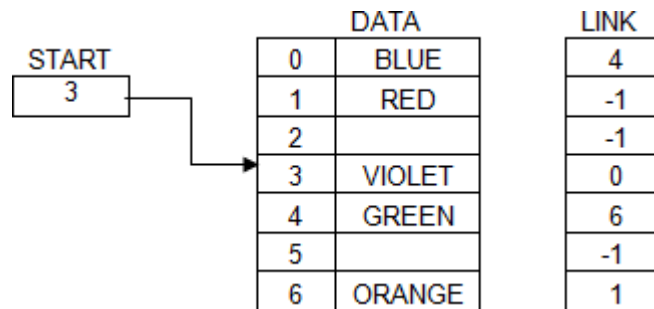 DATA LINK
START
3
0 BLUE 4
1 RED -1
2 -1
3 VIOLET 0
4 GREEN 6
5 -1
6 ORANGE 1